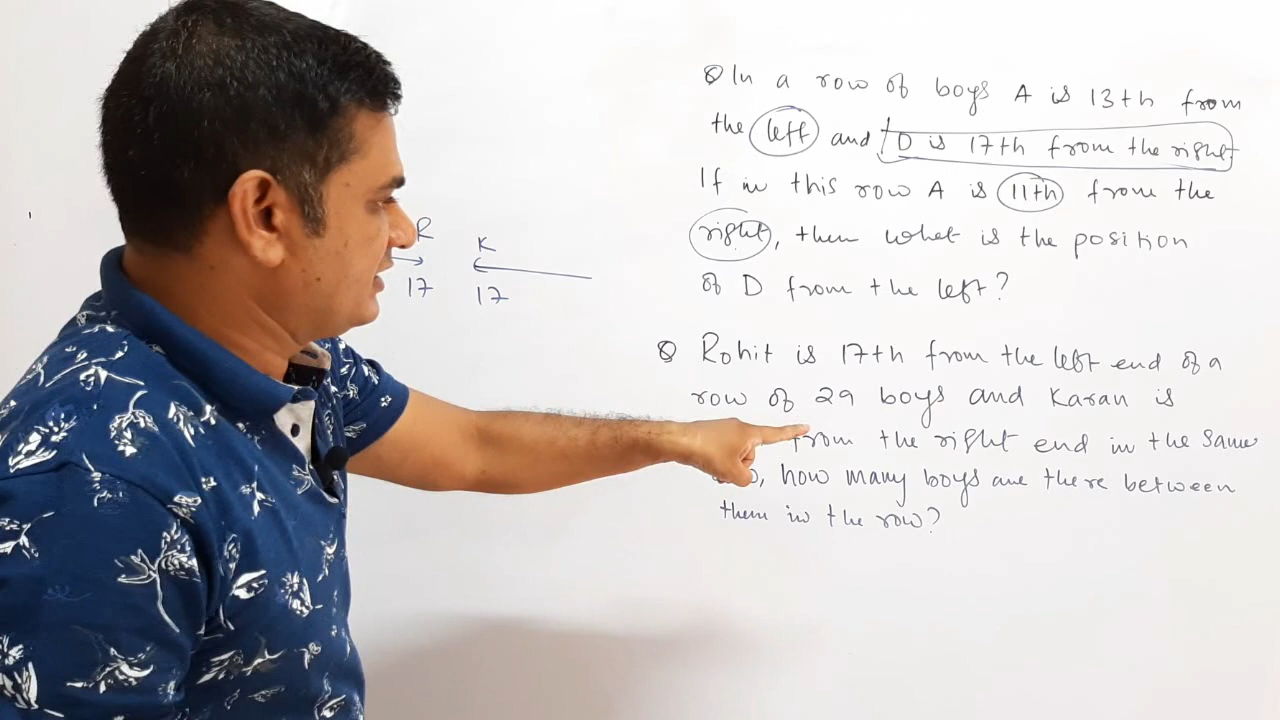 Q In a row of boys A is 13th from
the left and D is 17th from the right
If in this row A is 11th from the
right, then what is the position
of D from the left?
Q Rohit is 17th from the left end of a
row of 29 boys and Karan is
from the right end in the same
how many boys are there between
them in the row?
R K
17 17